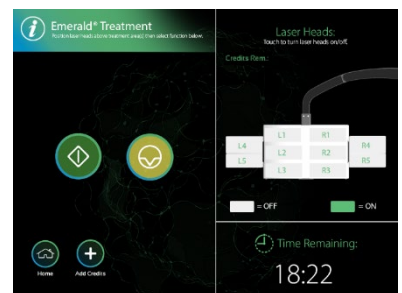 Emerald® Treatment
Position laser head(s) above treatment area(s), then select function below.
Home
Add Credits
Laser Heads:
Touch to turn laser heads on/off.
Credits Rem:
L1 R1
L4 R4
L2 R2
L5 R5
L3 R3
= OFF = ON
Time Remaining:
18:22